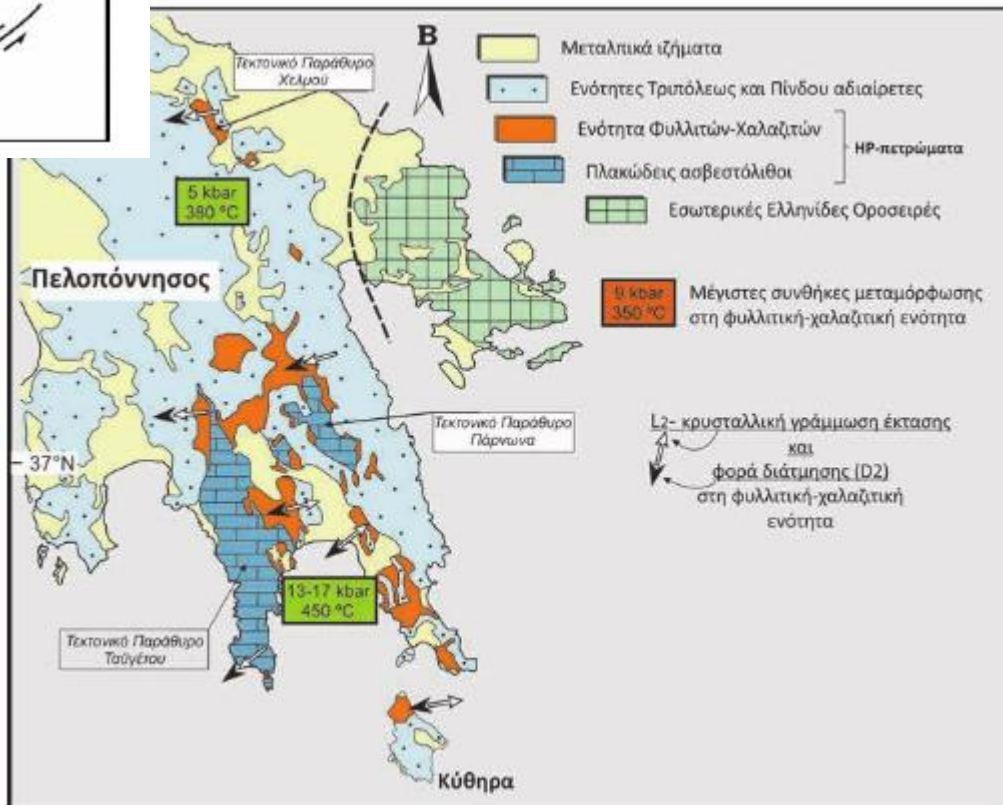 Τεκτονικό Παράθυρο
Χελμού
Β
Μεταλπικά ιζήματα
Ενότητες Τριπόλεως και Πίνδου αδιαίρετες
Ενότητα Φυλλιτών-Χαλαζιτών
Πλακώδεις ασβεστόλιθοι
HP-πετρώματα
Εσωτερικές Ελληνίδες Οροσειρές
5 kbar
380 °C
Πελοπόννησος
9 kbar
350 °C
Μέγιστες συνθήκες μεταμόρφωσης
στη φυλλιτική-χαλαζιτική ενότητα
Τεκτονικό Παράθυρο
Πάρνωνα
L2- κρυσταλλική γράμμωση έκτασης
και
φορά διάτμησης (D2)
στη φυλλιτική-χαλαζιτική
ενότητα
37°N
13-17 kbar
450 °C
Τεκτονικό Παράθυρο
Ταϋγέτου
Κύθηρα